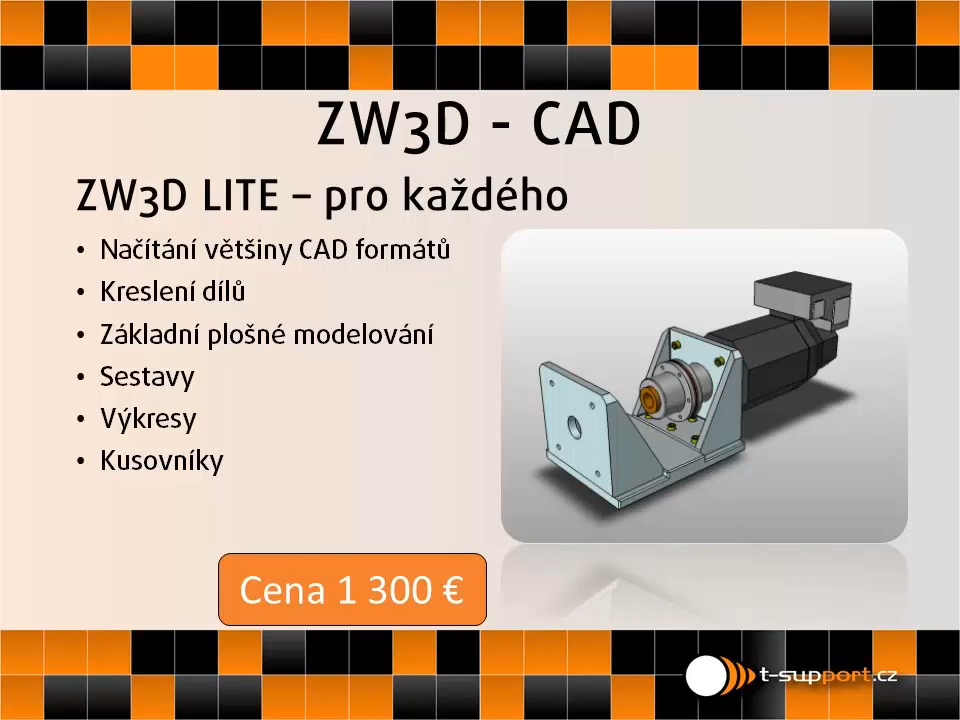 ZW3D - CAD
ZW3D LITE – pro každého
• Načítání většiny CAD formátů
• Kreslení dílů
• Základní plošné modelování
• Sestavy
• Výkresy
• Kusovníky
Cena 1 300 €
t-support.cz